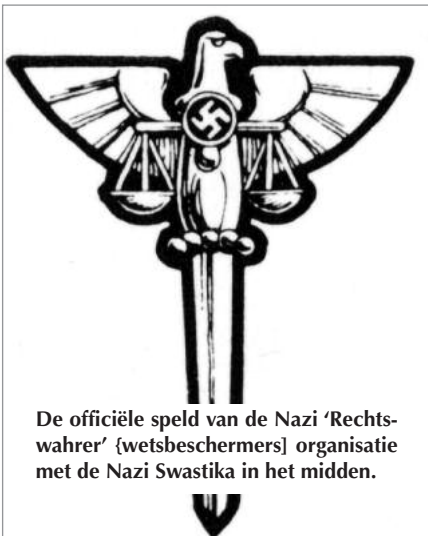 De officiële speld van de Nazi ‘Rechts-
wahrer’ {wetsbeschermers] organisatie
met de Nazi Swastika in het midden.